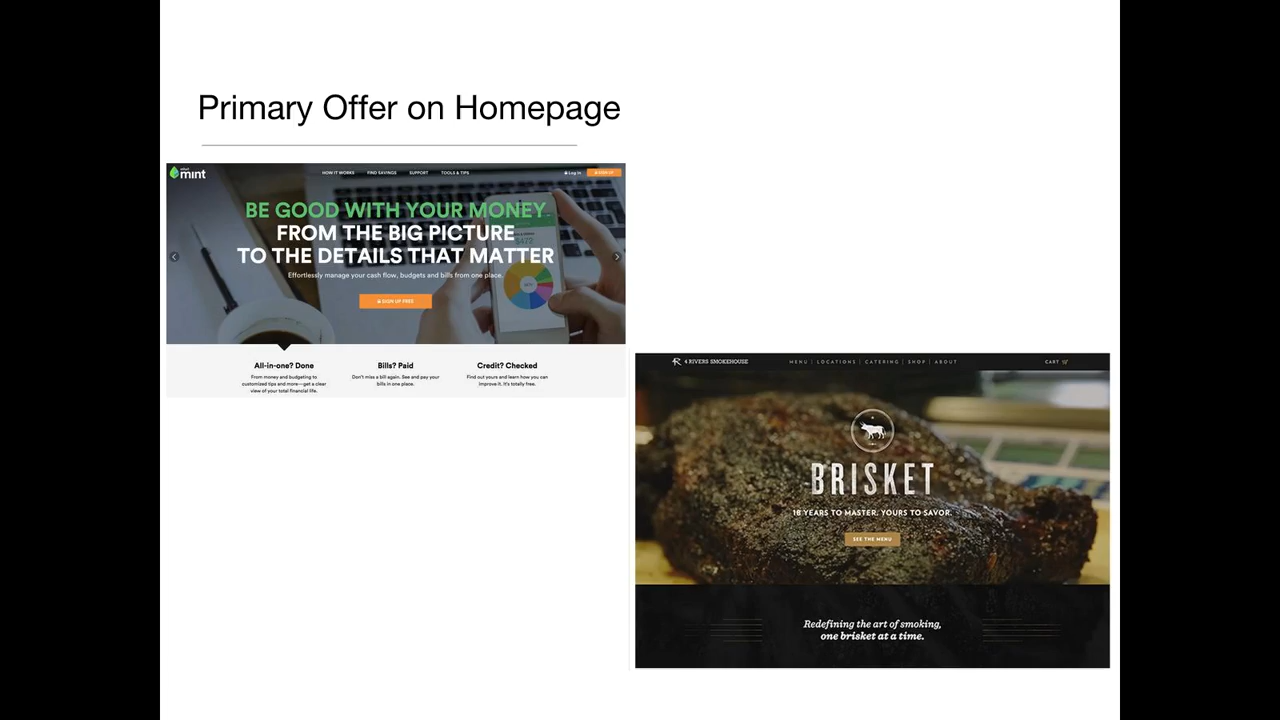 Primary Offer on Homepage
mint
HOW IT WORKS FIND SAVINGS SUPPORT TOOLS & TIPS
Log In
SIGN UP
BE GOOD WITH YOUR MONEY
FROM THE BIG PICTURE
TO THE DETAILS THAT MATTER
Effortlessly manage your cash flow, budgets and bills from one place.
SIGN UP FREE
All-in-one? Done
From money and budgeting to
customized tips and more—get a clear
view of your total financial life.
Bills? Paid
Don't miss a bill again. See and pay your
bills in one place.
Credit? Checked
Find out yours and learn how you can
improve it. It's totally free.
4 RIVERS SMOKEHOUSE
MENU | LOCATIONS | CATERING | SHOP | ABOUT
CART
BRISKET
18 YEARS TO MASTER. YOURS TO SAVOR.
SEE THE MENU
Redefining the art of smoking,
one brisket at a time.